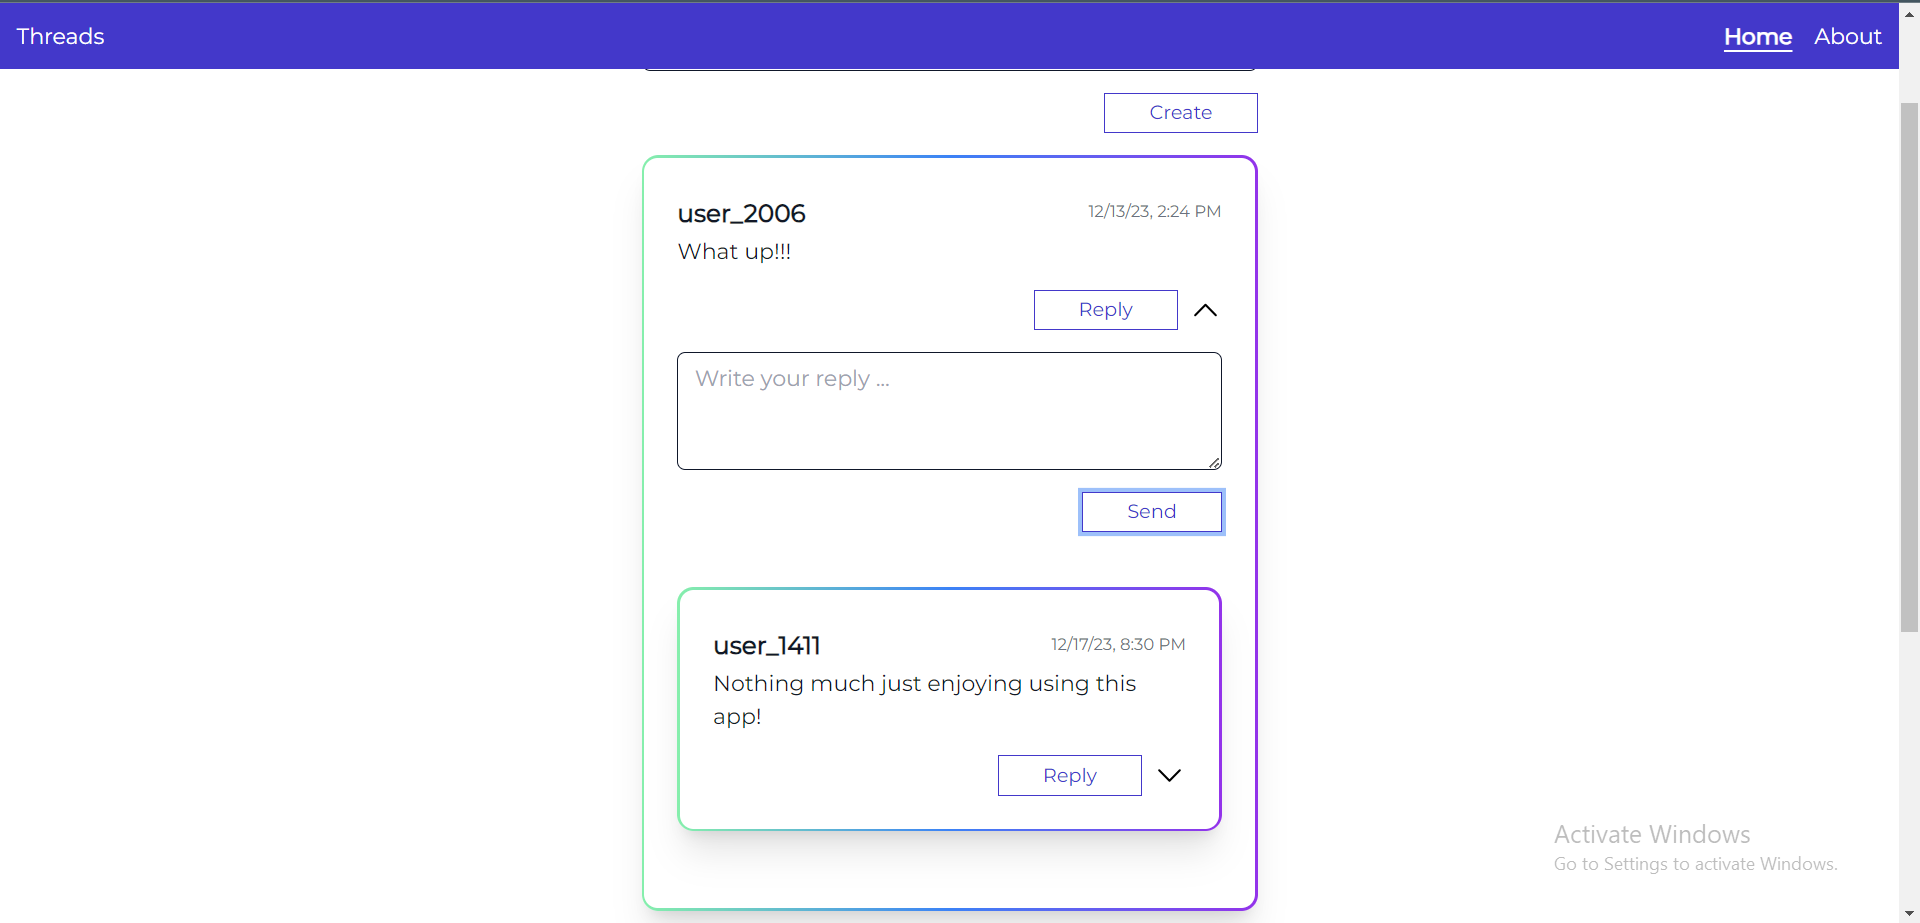 Threads
Home
About
Create
user_2006
12/13/23, 2:24 PM
What up!!!
Reply
Write your reply ...
Send
user_1411
12/17/23, 8:30 PM
Nothing much just enjoying using this
app!
Reply
Activate Windows
Go to Settings to activate Windows.